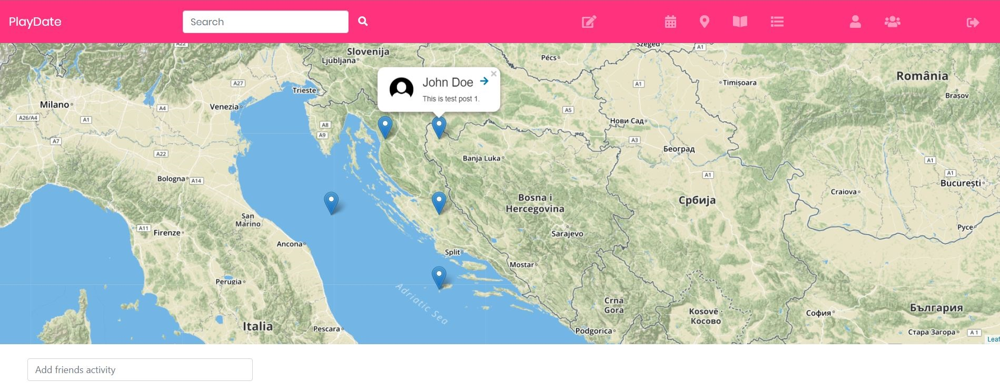 PlayDate
Search
A22
Slovenija
Ljubljana
Szeged
A1
Pécs
România
A27
Trieste
John Doe
This is test post 1.
A1
Timișoara
Brașov
Milano
A4
Venezia
A5
A26/A4
A1
A8
A9
Нови Сад
A7
A3
A22
Banja Luka
Београд
A1
A1
A1
Bologna
A14
București
Craiova
Bosna i
Hercegovina
Србија
San
Marino
A11
Firenze
Sarajevo
Русе
Ancona
Split
Mostar
Perugia
Adriatic Sea
Crna
Gora
Kosovë
Косово
София
България
Italia
Pescara
Podgorica
Стара Загора
A 1
Leaf
Add friends activity